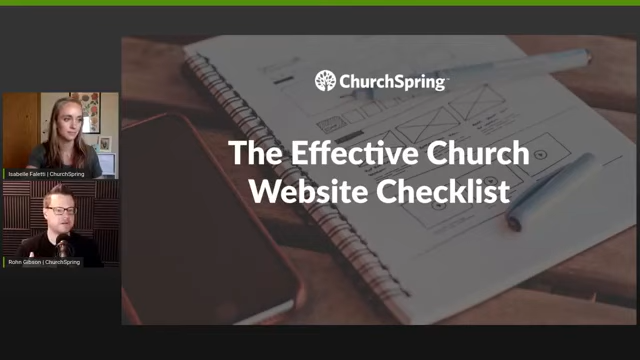 ChurchSpring
The Effective Church
Website Checklist
Isabelle Faletti | ChurchSpring
Rohn Gibson | ChurchSpring